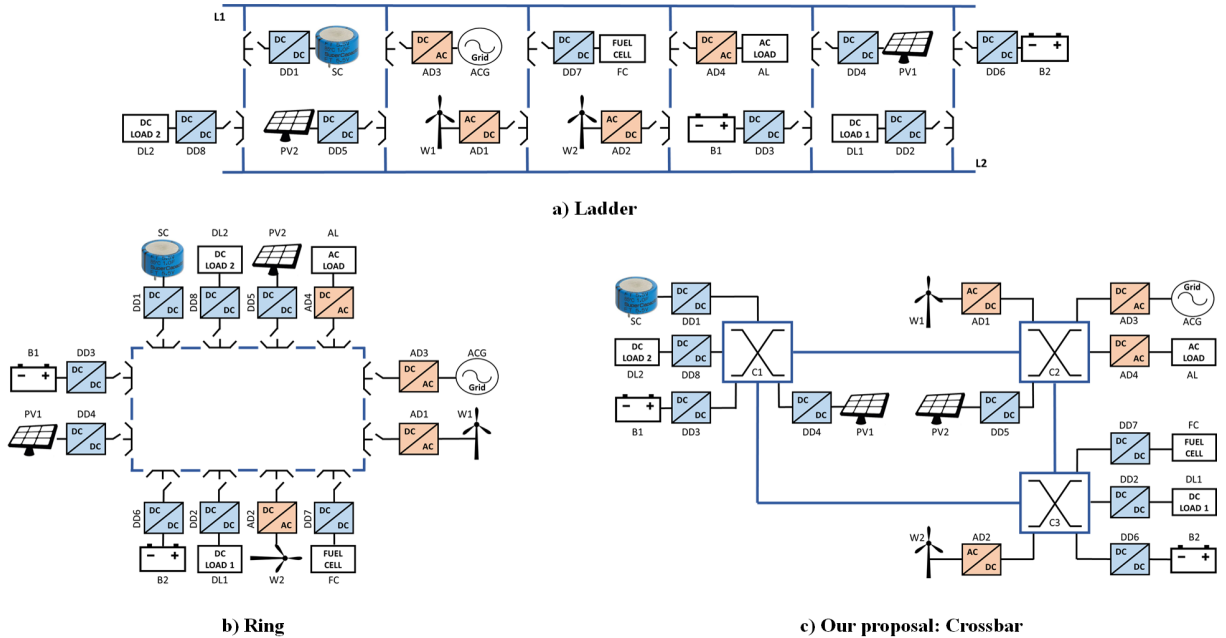 L1
DC
DC
DD1
SC
DC
AC
AD3
Grid
ACG
DC
DC
DD7
FUEL
CELL
FC
DC
AC
AD4
AC
LOAD
AL
DC
DC
DD4
PV1
DC
DC
DD6
B2
DC
LOAD 2
DL2
DC
DC
DD8
PV2
DC
DC
DD5
W1
AC
DC
AD1
W2
AC
DC
AD2
B1
DC
DC
DD3
DC
LOAD 1
DL1
DC
DC
DD2
L2
a) Ladder
SC
DL2
DC
LOAD 2
PV2
AL
AC
LOAD
DD1
DC
DC
DD8
DC
DC
DD5
DC
DC
AD4
DC
AC
B1
DD3
DC
DC
PV1
DD4
DC
DC
AD3
DC
AC
ACG
Grid
AD1
DC
AC
W1
DD6
DC
DC
DD2
DC
DC
AD2
DC
AC
DD7
DC
DC
B2
DC
LOAD 1
DL1
W2
FUEL
CELL
FC
b) Ring
SC
DC
DC
DD1
DC
LOAD 2
DL2
DC
DC
DD8
B1
DC
DC
DD3
C1
DC
DC
DD4
PV1
W1
AC
DC
AD1
C2
DC
AC
AD3
Grid
ACG
DC
AC
AD4
AC
LOAD
AL
PV2
DC
DC
DD5
C3
DD7
DC
DC
FC
FUEL
CELL
DD2
DC
DC
DL1
DC
LOAD 1
DD6
DC
DC
B2
W2
AD2
AC
DC
c) Our proposal: Crossbar